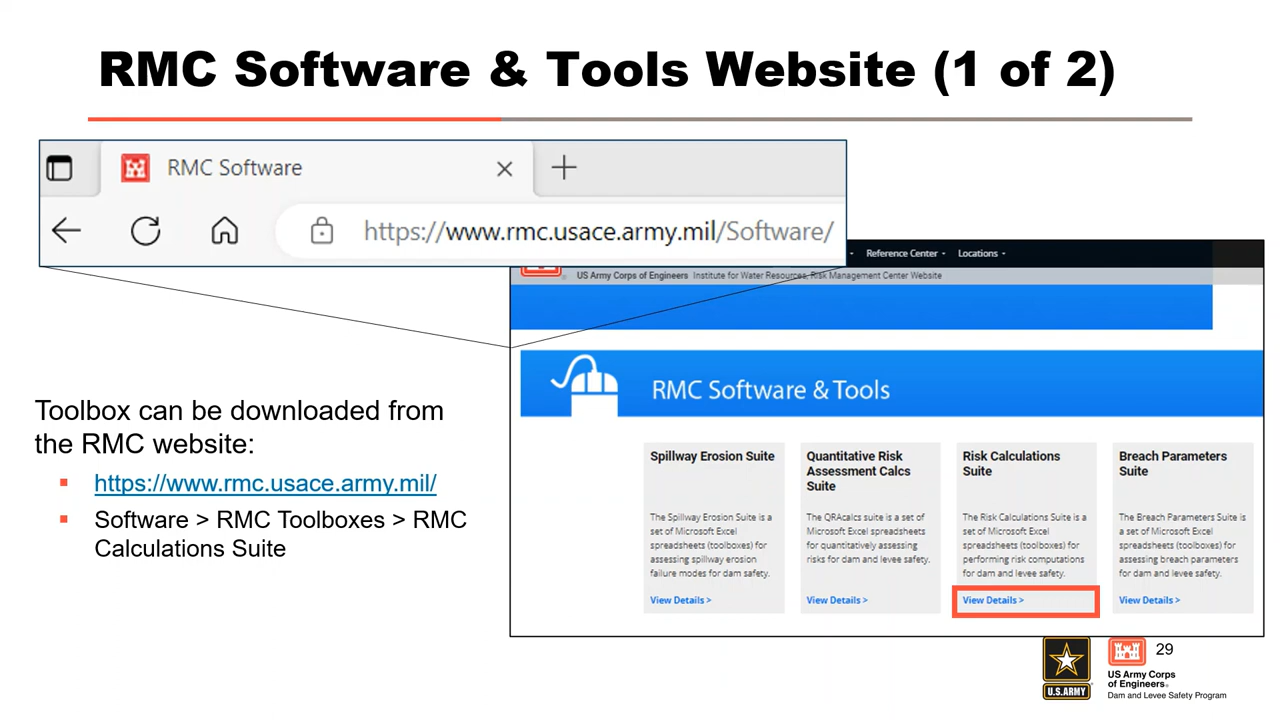 RMC Software & Tools Website (1 of 2)
RMC Software
https://www.rmc.usace.army.mil/Software/
Reference Center
Locations
US Army Corps of Engineers Institute for Water Resources, Risk Management Center Website
RMC Software & Tools
Toolbox can be downloaded from
the RMC website:
https://www.rmc.usace.army.mil/
Software > RMC Toolboxes > RMC
Calculations Suite
Spillway Erosion Suite
The Spillway Erosion Suite is a
set of Microsoft Excel
spreadsheets (toolboxes) for
assessing spillway erosion
failure modes for dam safety.
View Details >
Quantitative Risk
Assessment Calcs
Suite
The QRAcalcs suite is a set of
Microsoft Excel spreadsheets
for quantitatively assessing
risks for dam and levee safety.
View Details >
Risk Calculations
Suite
The Risk Calculations Suite is a
set of Microsoft Excel
spreadsheets (toolboxes) for
performing risk computations
for dam and levee safety.
View Details >
Breach Parameters
Suite
The Breach Parameters Suite is
a set of Microsoft Excel
spreadsheets (toolboxes) for
assessing breach parameters
for dam and levee safety.
View Details >
U.S.ARMY
29
US Army Corps
of Engineers®
Dam and Levee Safety Program